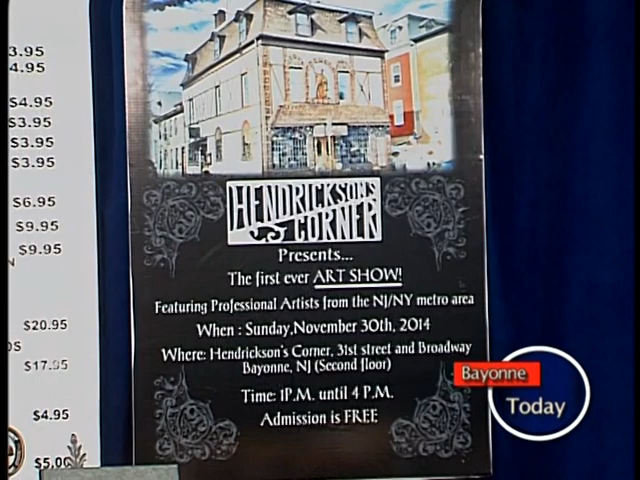 3.95
4.95
$4.95
$3.95
$3.95
$3.95
$6.95
$9.95
$9.95
$20.95
$17.95
$4.95
$5.00
HENDRICKSON'S
CORNER
Presents...
The first ever ART SHOW!
Featuring Professional Artists from the NJ/NY metro area
When : Sunday,November 30th, 2014
Where: Hendrickson's Corner, 31st street and Broadway
Bayonne, NJ (Second floor)
Time: 1P.M. until 4 P.M.
Admission is FREE
Bayonne
Today